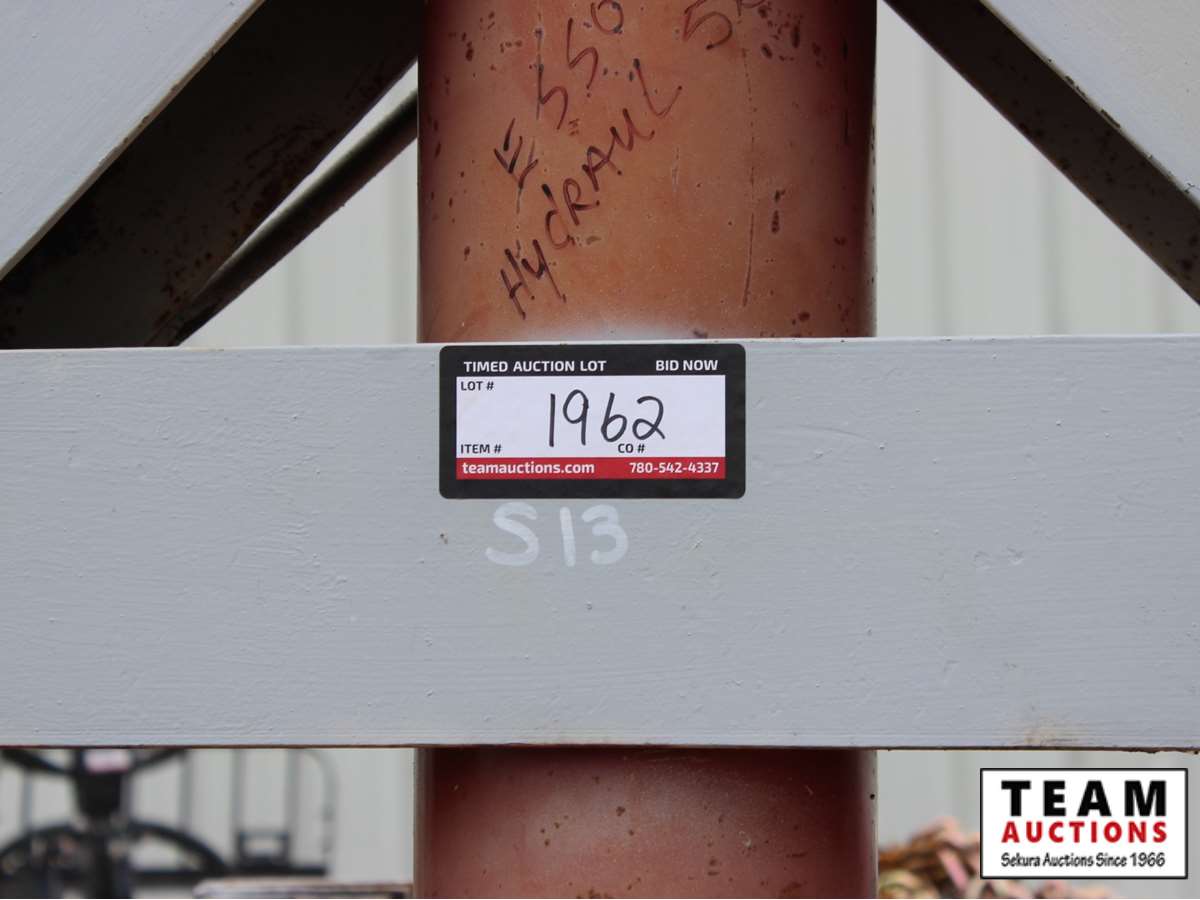 ESSO
HydRAUL
TIMED AUCTION LOT BID NOW
LOT #
1962
ITEM # CO #
teamauctions.com 780-542-4337
S13
TEAM
AUCTIONS
Sekura Auctions Since 1966